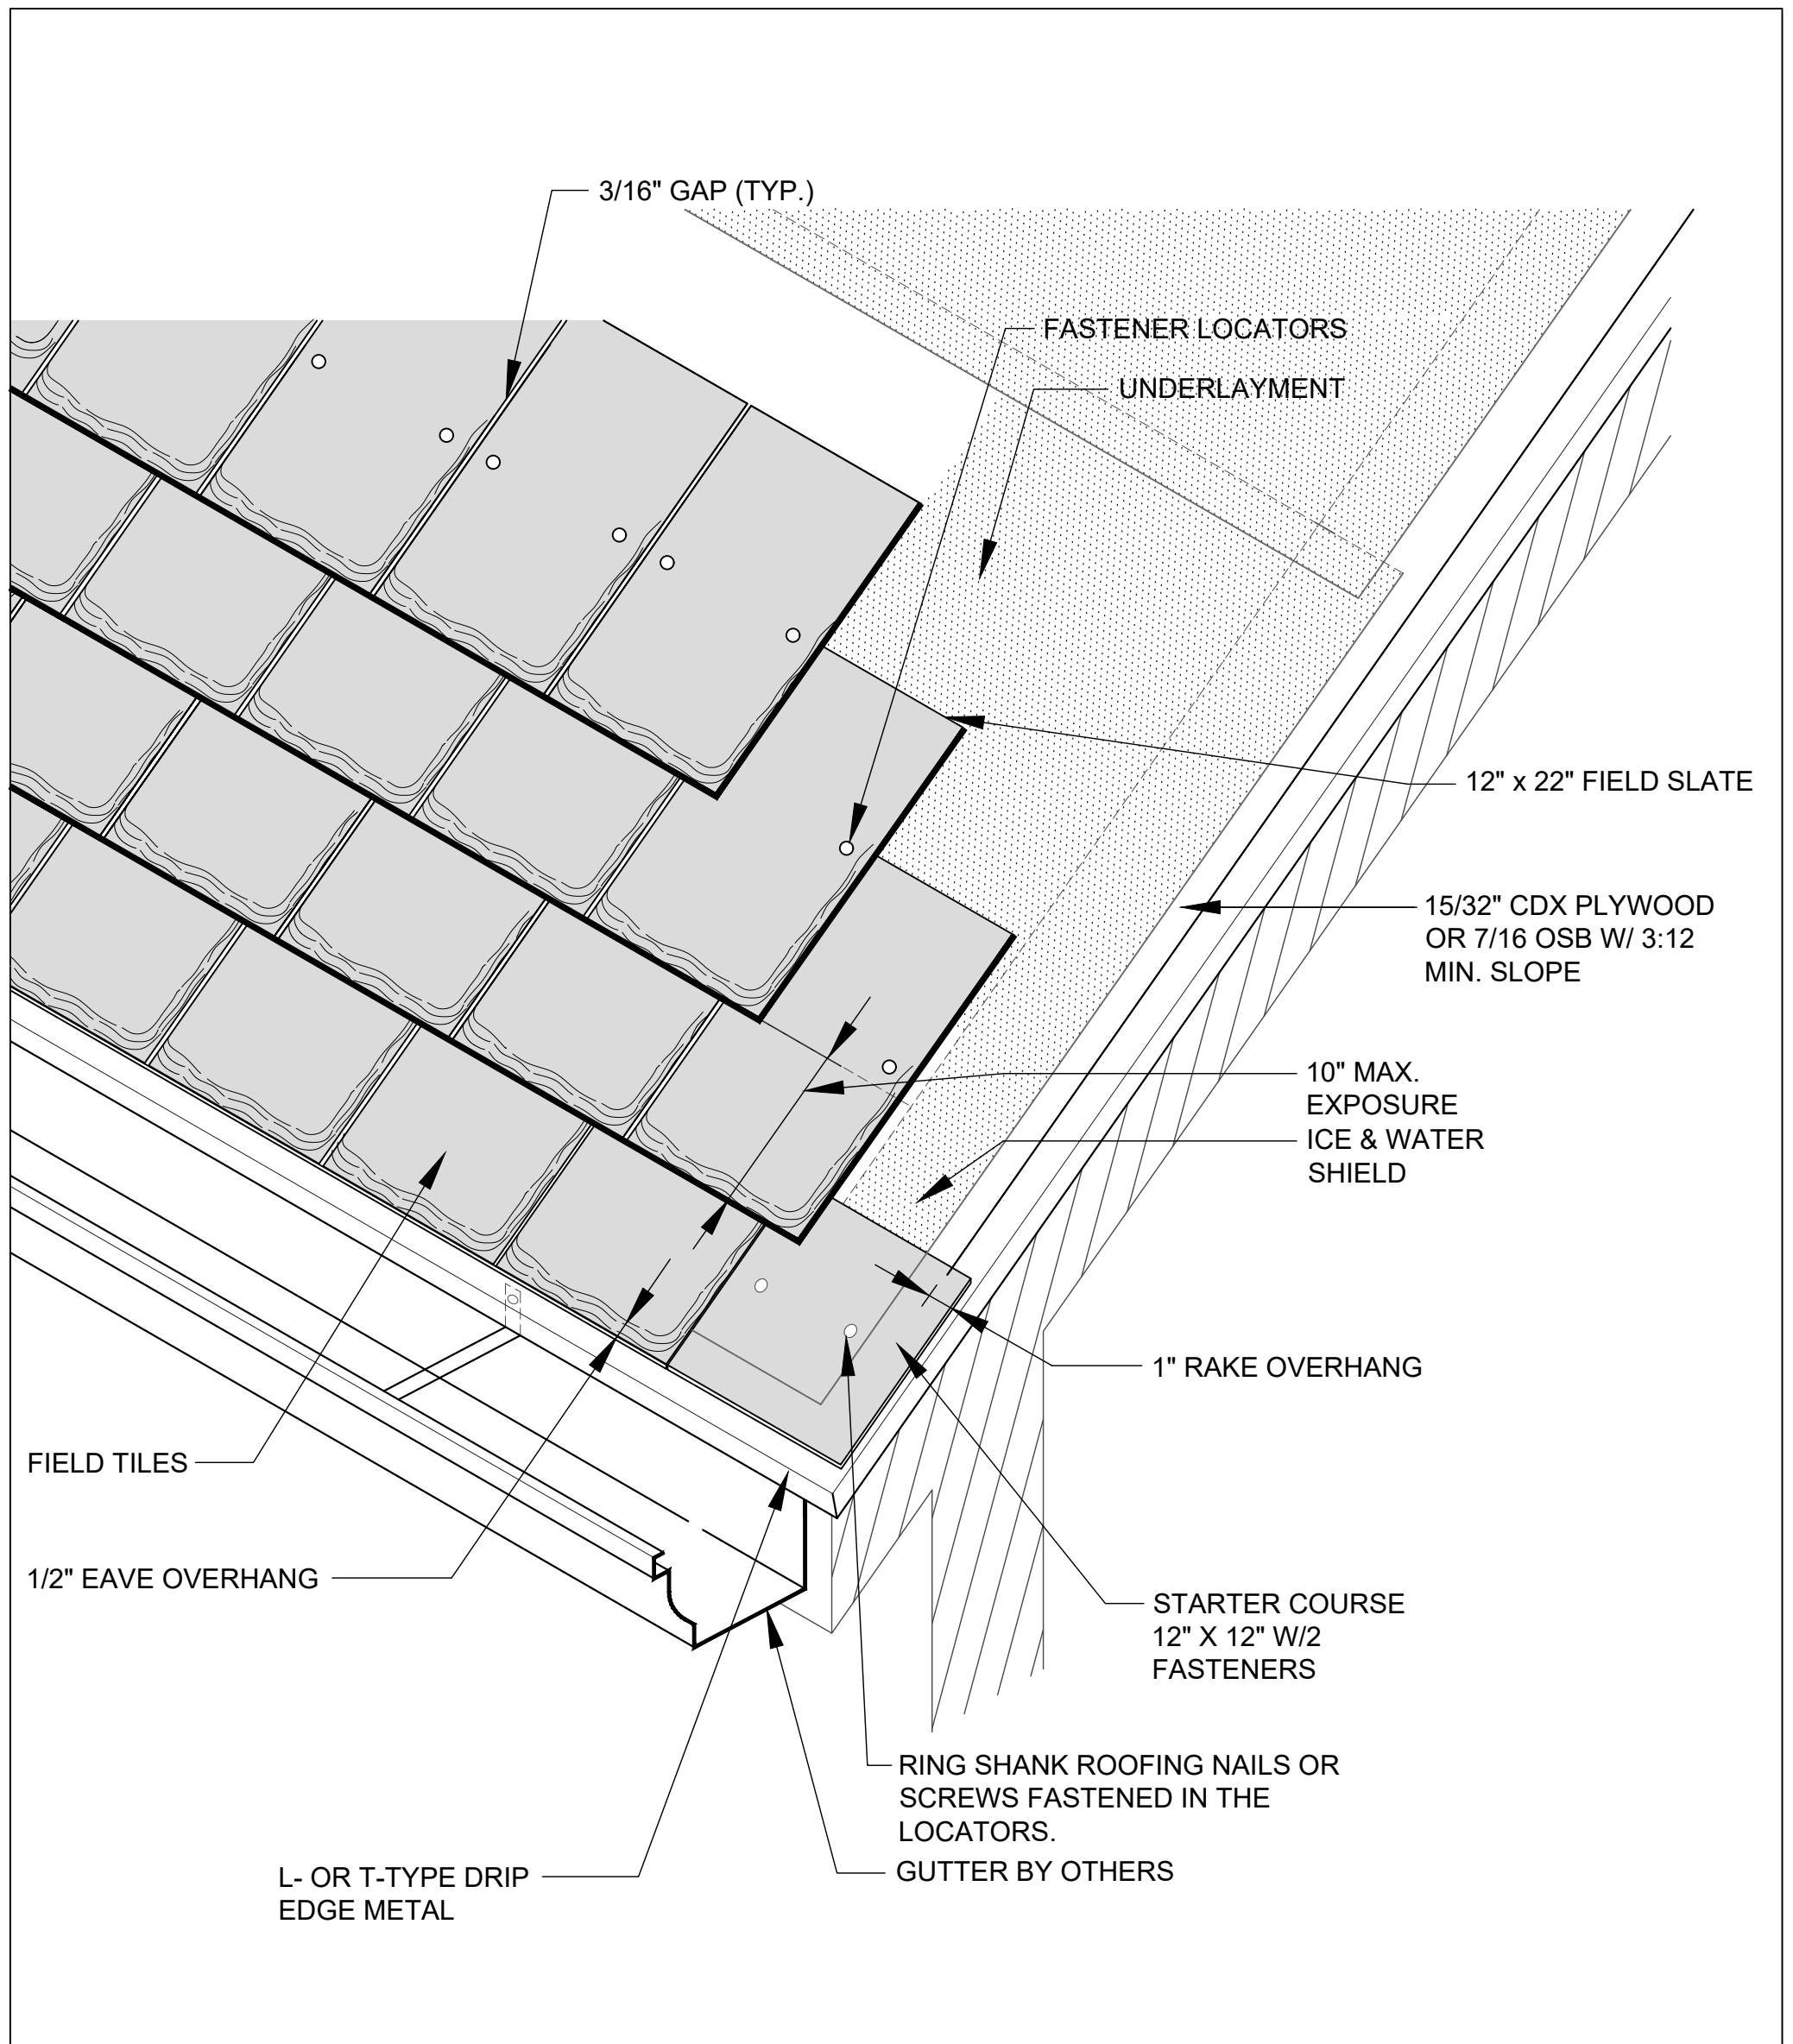 3/16" GAP (TYP.)
FASTENER LOCATORS
UNDERLAYMENT
12" x 22" FIELD SLATE
15/32" CDX PLYWOOD
OR 7/16 OSB W/ 3:12
MIN. SLOPE
10" MAX.
EXPOSURE
ICE & WATER
SHIELD
1" RAKE OVERHANG
FIELD TILES
1/2" EAVE OVERHANG
STARTER COURSE
12" X 12" W/2
FASTENERS
RING SHANK ROOFING NAILS OR
SCREWS FASTENED IN THE
LOCATORS.
GUTTER BY OTHERS
L- OR T-TYPE DRIP
EDGE METAL